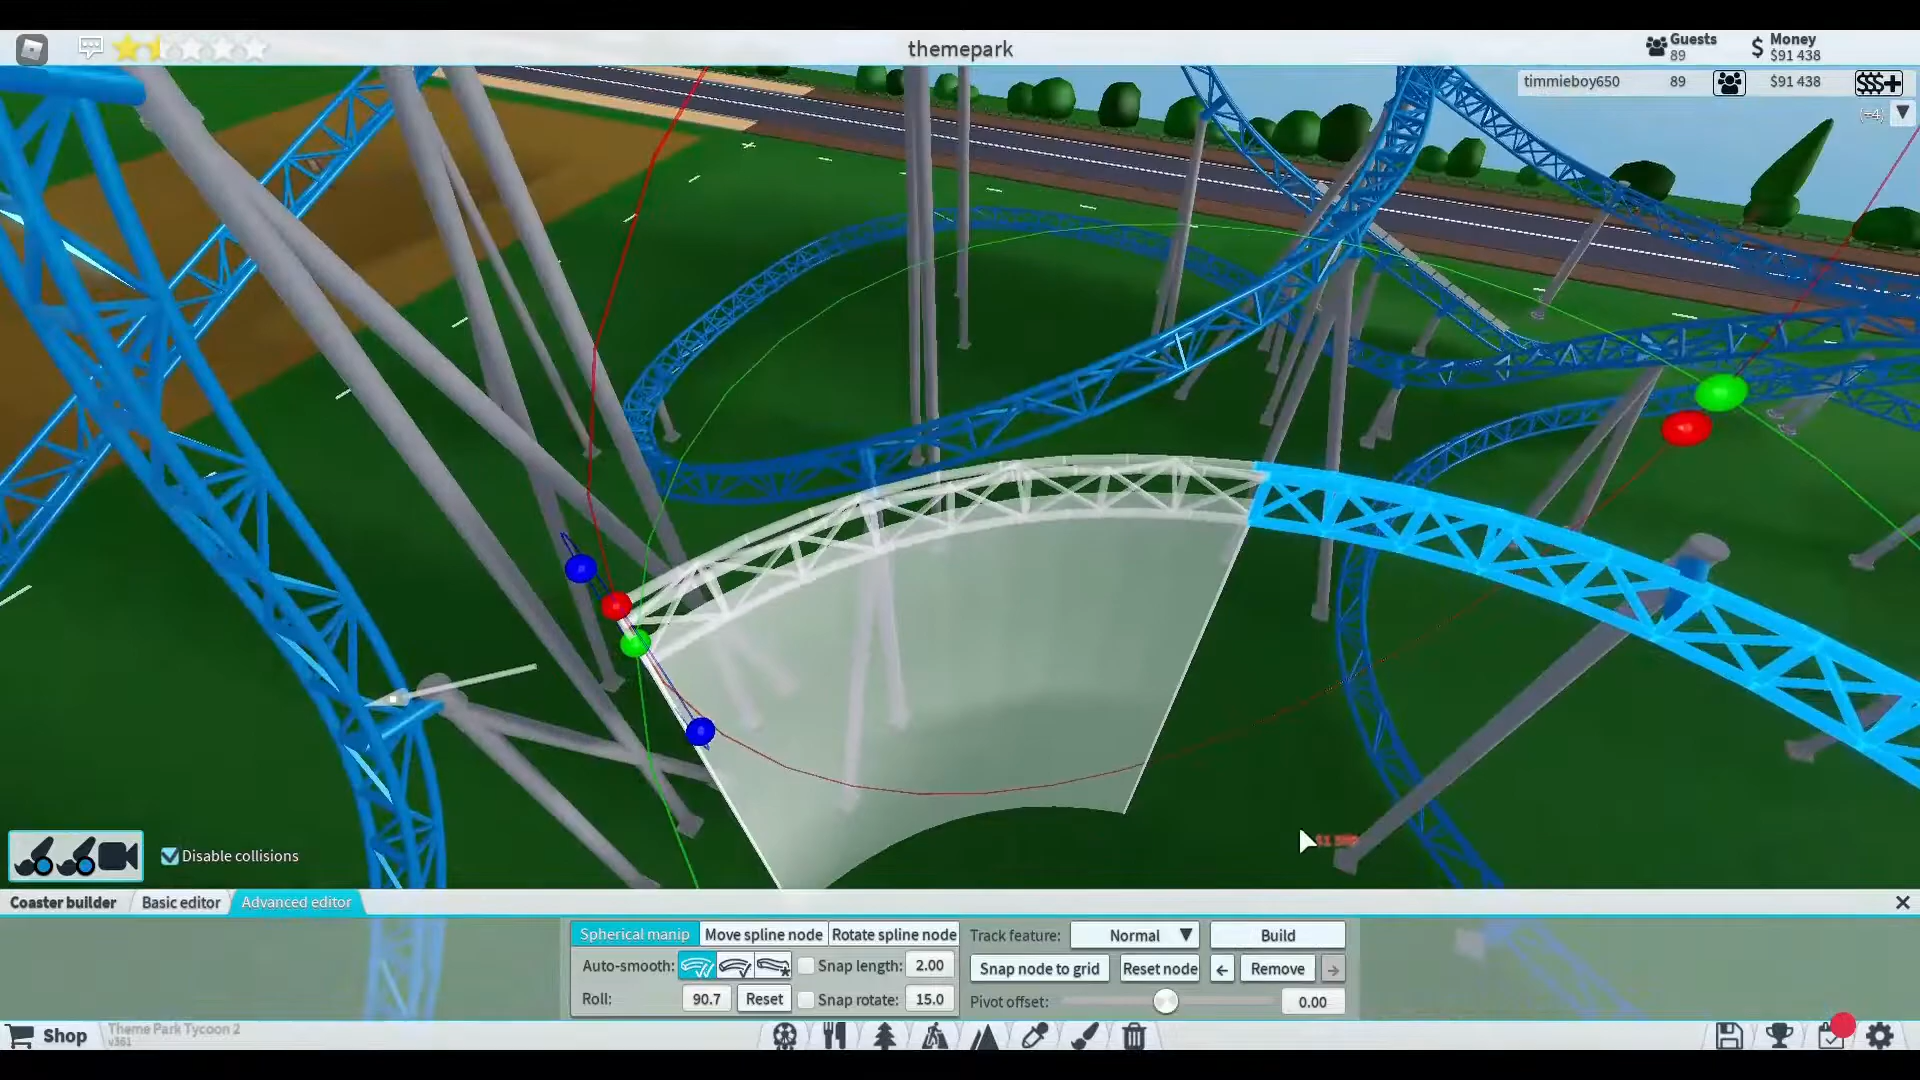 themepark
Guests
89
Money
$91 438
timmieboy650 89 $91 438
$$$+
(=4)
Disable collisions
Coaster builder Basic editor Advanced editor
Spherical manip Move spline node Rotate spline node Track feature: Normal Build
Auto-smooth: Snap length: 2.00 Snap node to grid Reset node Remove
Roll: 90.7 Reset Snap rotate: 15.0 Pivot offset: 0.00
Shop
Theme Park Tycoon 2
v361